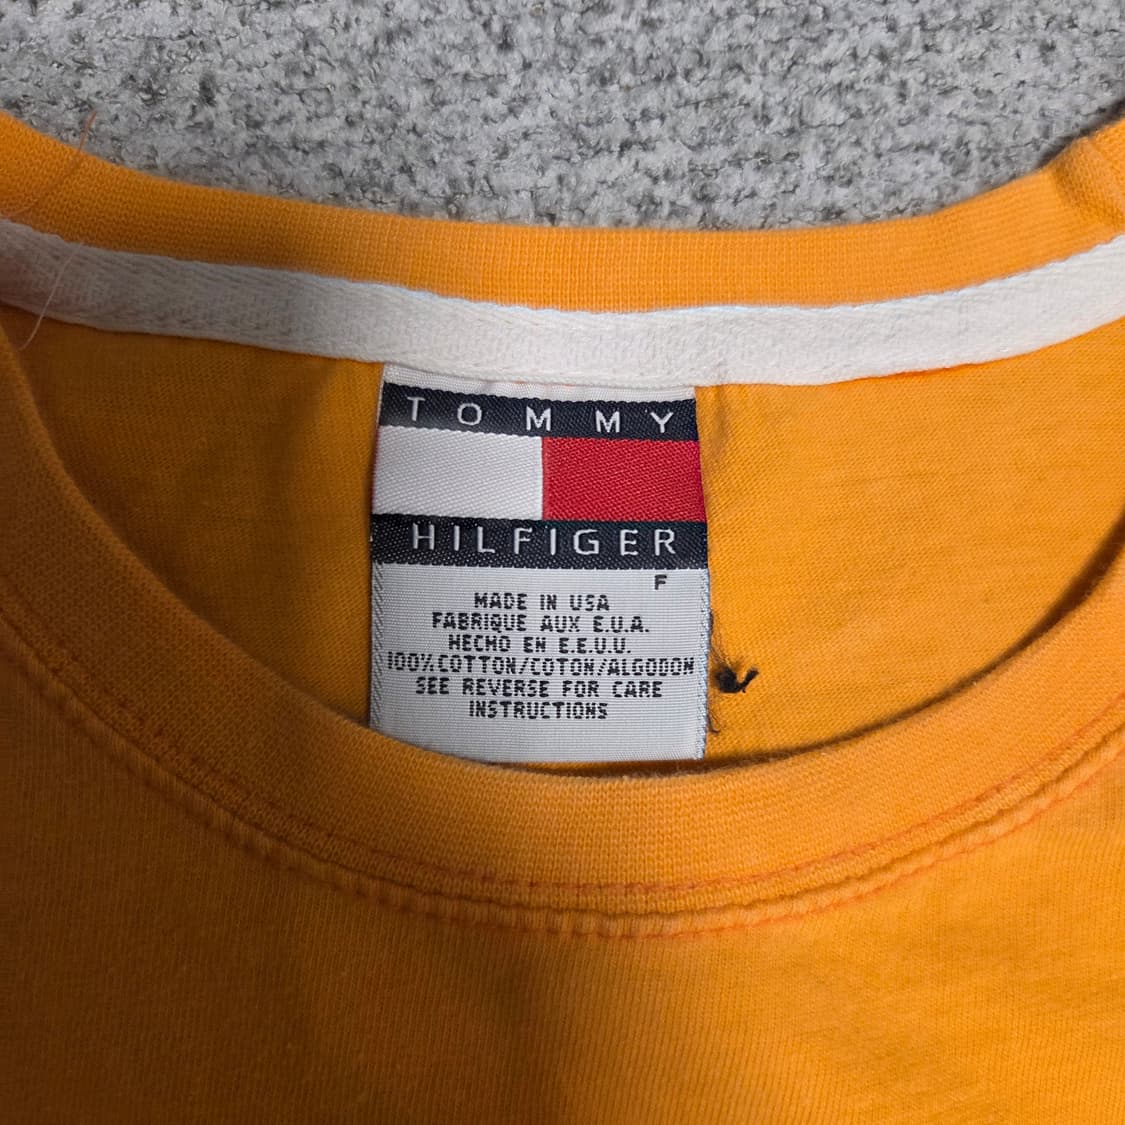 TOMMY
HILFIGER
F
MADE IN USA
FABRIQUE AUX E.U.A.
HECHO EN E.E.U.U.
100% COTTON/COTON/ALGODON
SEE REVERSE FOR CARE
INSTRUCTIONS